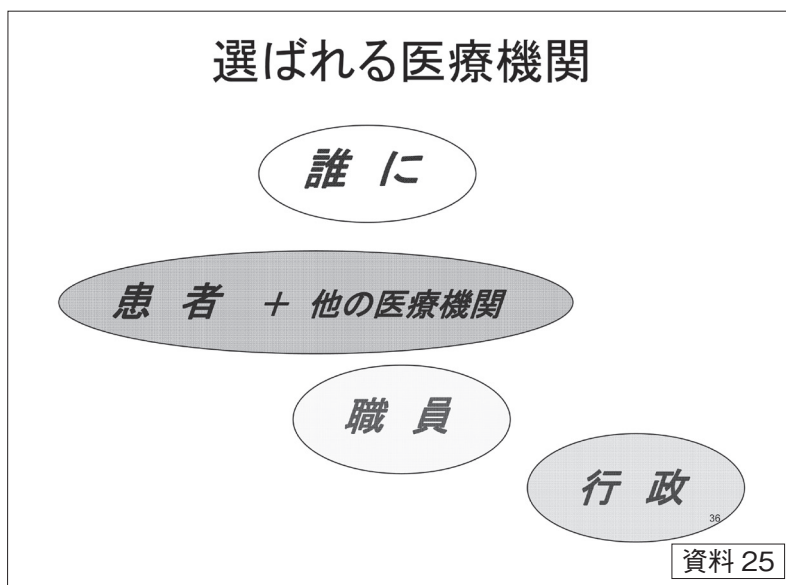 選ばれる医療機関
誰 に
患 者 ＋ 他の医療機関
職 員
行 政
36
資料 25